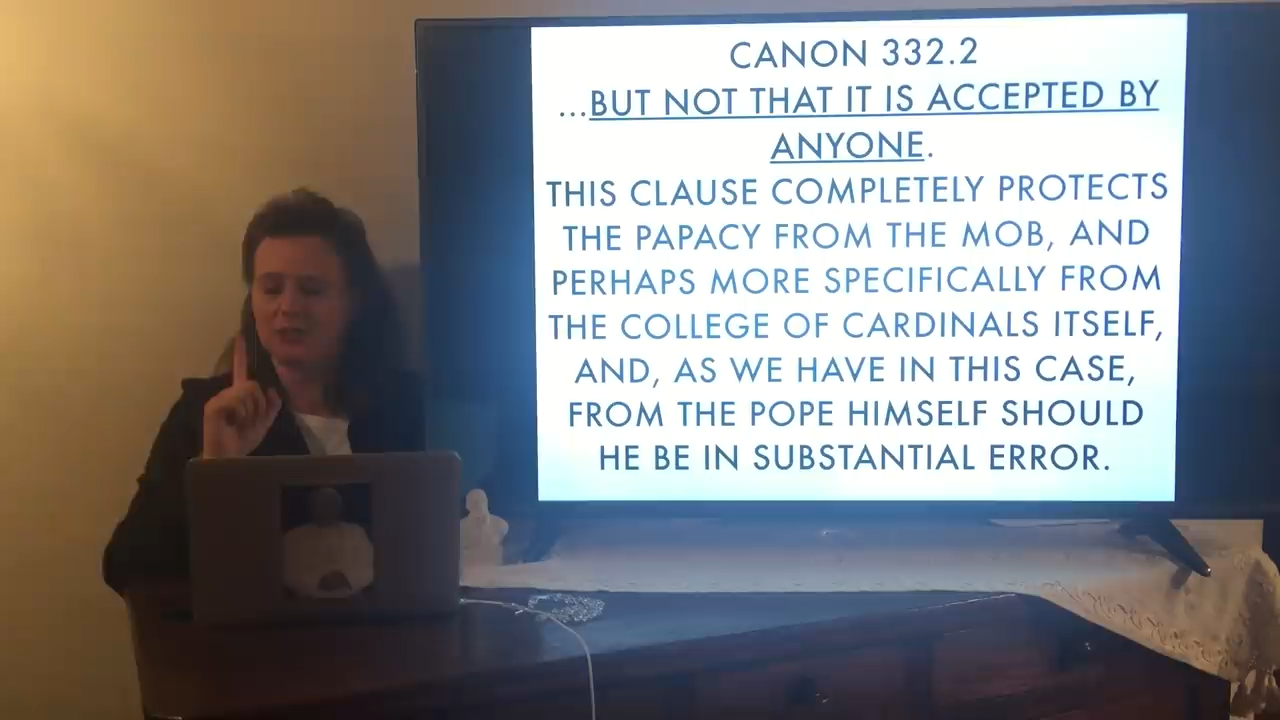 CANON 332.2
...BUT NOT THAT IT IS ACCEPTED BY
ANYONE.
THIS CLAUSE COMPLETELY PROTECTS
THE PAPACY FROM THE MOB, AND
PERHAPS MORE SPECIFICALLY FROM
THE COLLEGE OF CARDINALS ITSELF,
AND, AS WE HAVE IN THIS CASE,
FROM THE POPE HIMSELF SHOULD
HE BE IN SUBSTANTIAL ERROR.